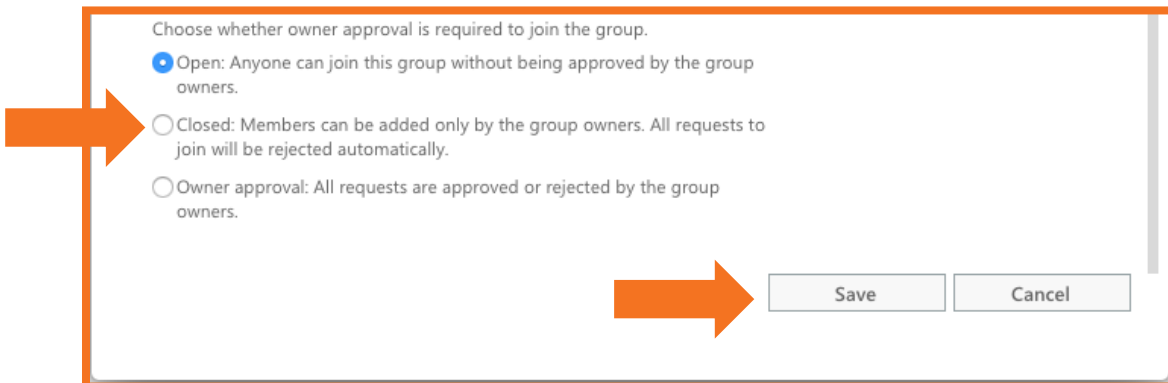 Choose whether owner approval is required to join the group.
Open: Anyone can join this group without being approved by the group
owners.
Closed: Members can be added only by the group owners. All requests to
join will be rejected automatically.
Owner approval: All requests are approved or rejected by the group
owners.
Save Cancel